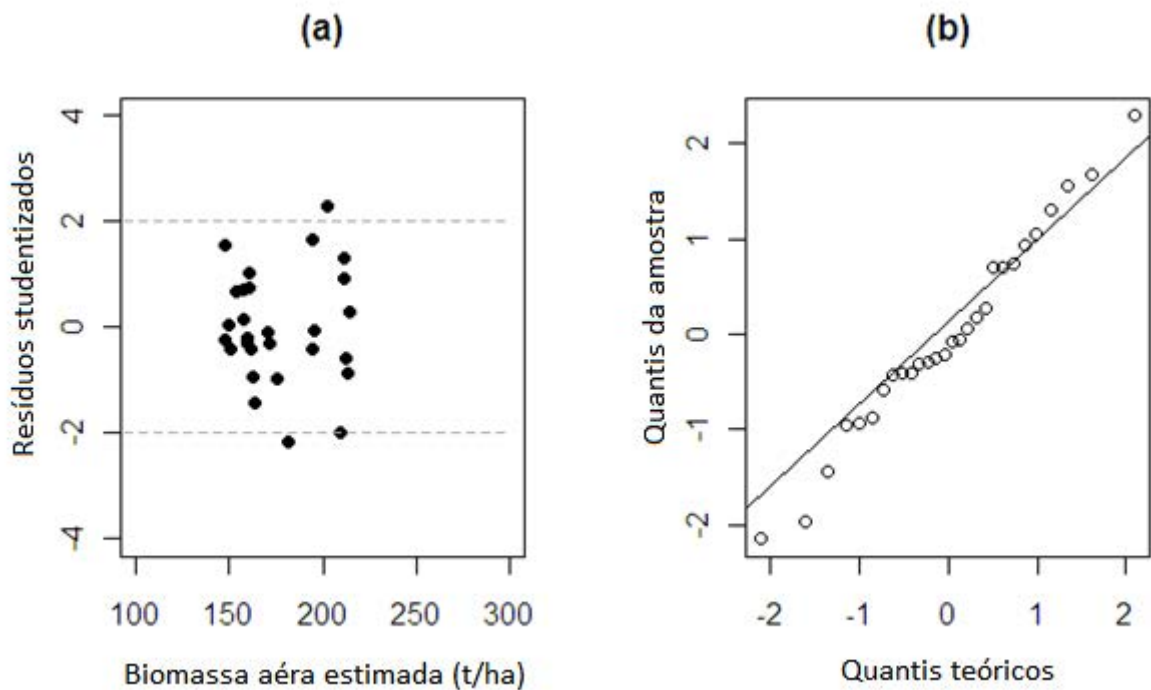 (a)
(b)
Resíduos studentizados
4
2
0
-2
-4
100 150 200 250 300
Biomassa aéra estimada (t/ha)
Quantis da amostra
2
1
0
-1
-2
-2 -1 0 1 2
Quantis teóricos